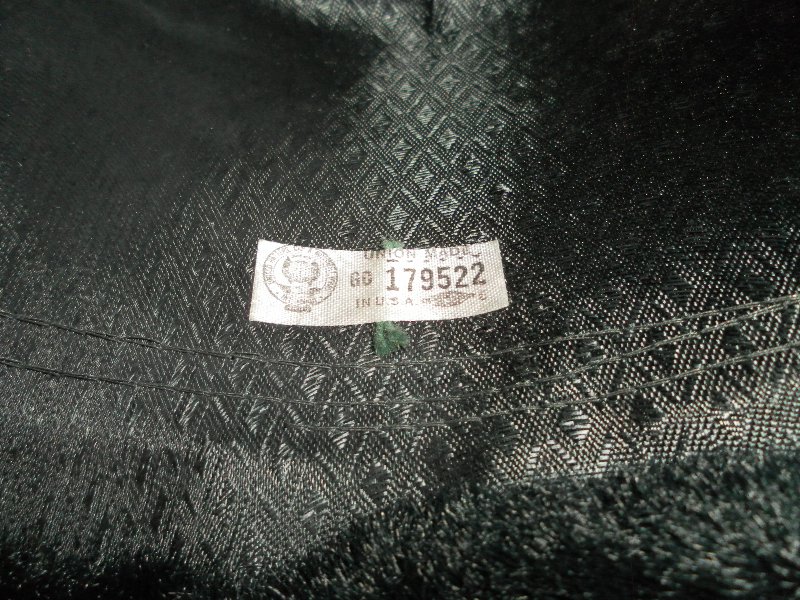 UNION MADE
GG 179522
IN U.S.A.